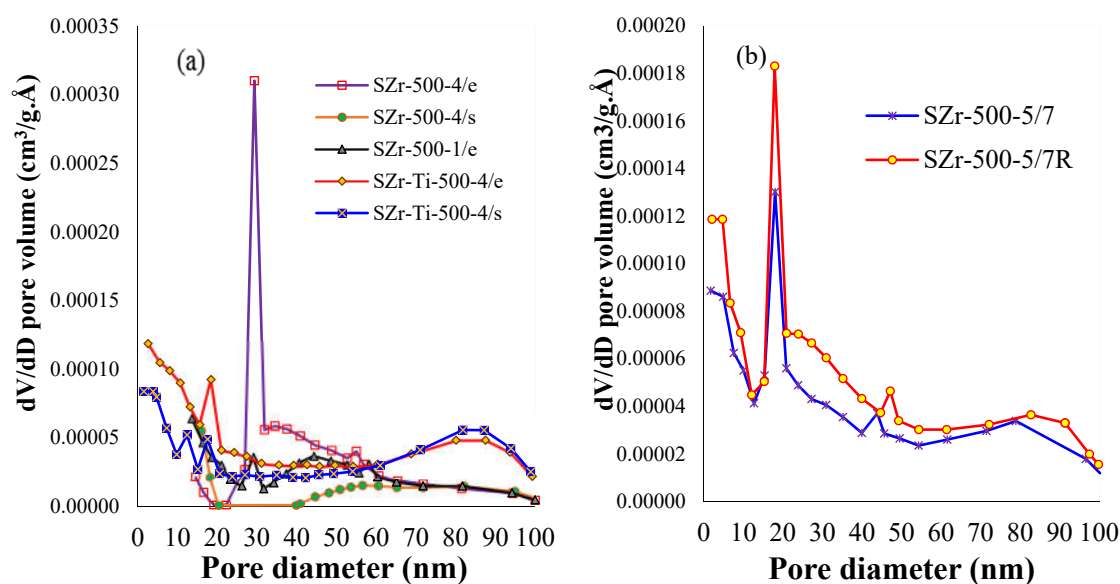 (a)
SZr-500-4/e
SZr-500-4/s
SZr-500-1/e
SZr-Ti-500-4/e
SZr-Ti-500-4/s
dV/dD pore volume (cm³/g.Å)
0.00035
0.00030
0.00025
0.00020
0.00015
0.00010
0.00005
0.00000
0 10 20 30 40 50 60 70 80 90 100
Pore diameter (nm)
(b)
SZr-500-5/7
SZr-500-5/7R
dV/dD pore volume (cm3/g.Å)
0.00020
0.00018
0.00016
0.00014
0.00012
0.00010
0.00008
0.00006
0.00004
0.00002
0.00000
0 10 20 30 40 50 60 70 80 90 100
Pore diameter (nm)